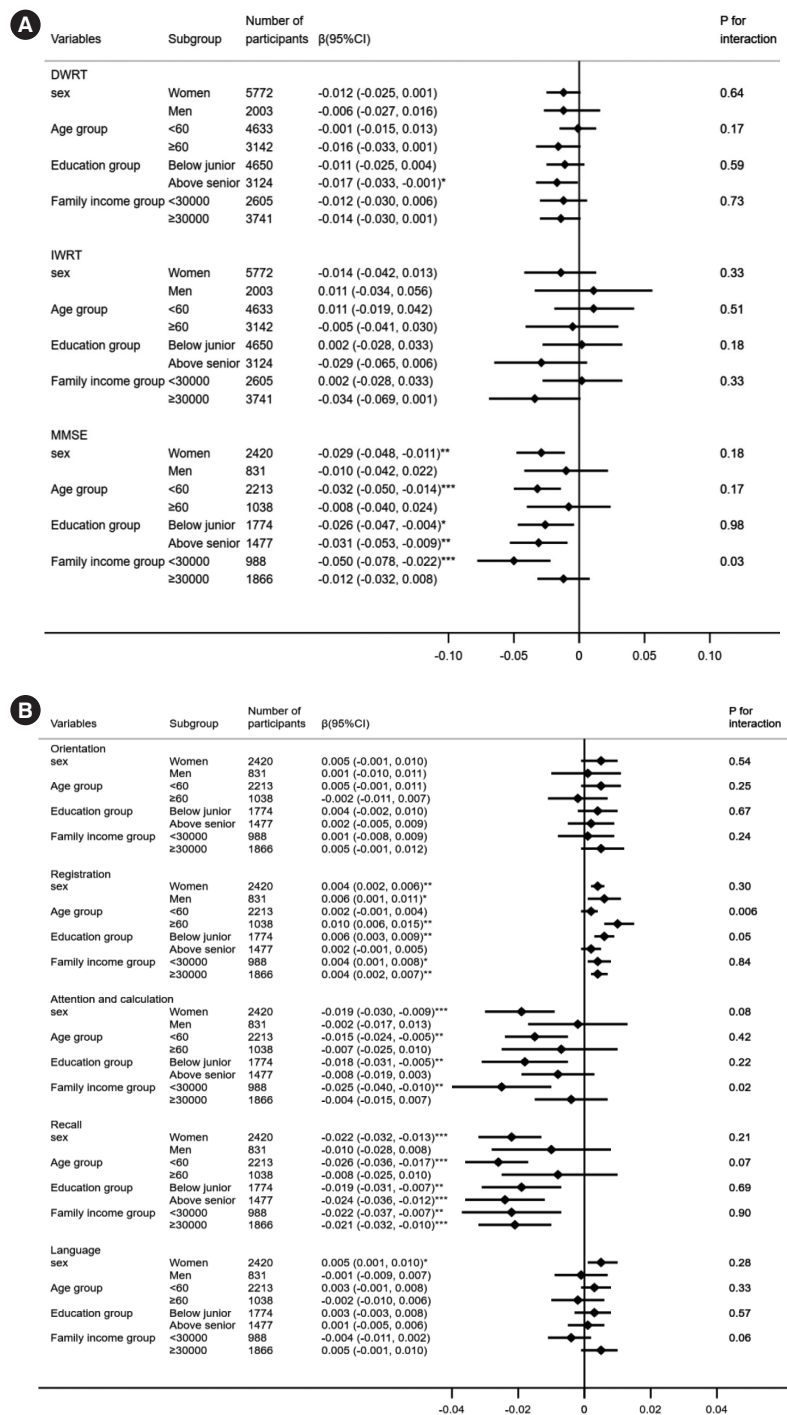 A
Variables Subgroup Number of participants β(95%CI) P for interaction
DWRT
sex Women 5772 -0.012 (-0.025, 0.001) 0.64
Men 2003 -0.006 (-0.027, 0.016)
Age group <60 4633 -0.001 (-0.015, 0.013) 0.17
≥60 3142 -0.016 (-0.033, 0.001)
Education group Below junior 4650 -0.011 (-0.025, 0.004) 0.59
Above senior 3124 -0.017 (-0.033, -0.001)*
Family income group <30000 2605 -0.012 (-0.030, 0.006) 0.73
≥30000 3741 -0.014 (-0.030, 0.001)
IWRT
sex Women 5772 -0.014 (-0.042, 0.013) 0.33
Men 2003 0.011 (-0.034, 0.056)
Age group <60 4633 0.011 (-0.019, 0.042) 0.51
≥60 3142 -0.005 (-0.041, 0.030)
Education group Below junior 4650 0.002 (-0.028, 0.033) 0.18
Above senior 3124 -0.029 (-0.065, 0.006)
Family income group <30000 2605 0.002 (-0.028, 0.033) 0.33
≥30000 3741 -0.034 (-0.069, 0.001)
MMSE
sex Women 2420 -0.029 (-0.048, -0.011)** 0.18
Men 831 -0.010 (-0.042, 0.022)
Age group <60 2213 -0.032 (-0.050, -0.014)*** 0.17
≥60 1038 -0.008 (-0.040, 0.024)
Education group Below junior 1774 -0.026 (-0.047, -0.004)* 0.98
Above senior 1477 -0.031 (-0.053, -0.009)**
Family income group <30000 988 -0.050 (-0.078, -0.022)*** 0.03
≥30000 1866 -0.012 (-0.032, 0.008)
-0.10 -0.05 0 0.05 0.10
B
Variables Subgroup Number of participants β(95%CI) P for interaction
Orientation
sex Women 2420 0.005 (-0.001, 0.010) 0.54
Men 831 0.001 (-0.010, 0.011)
Age group <60 2213 0.005 (-0.001, 0.011) 0.25
≥60 1038 -0.002 (-0.011, 0.007)
Education group Below junior 1774 0.004 (-0.002, 0.010) 0.67
Above senior 1477 0.002 (-0.005, 0.009)
Family income group <30000 988 0.001 (-0.008, 0.009) 0.24
≥30000 1866 0.005 (-0.001, 0.012)
Registration
sex Women 2420 0.004 (0.002, 0.006)** 0.30
Men 831 0.006 (0.001, 0.011)*
Age group <60 2213 0.002 (-0.001, 0.004) 0.006
≥60 1038 0.010 (0.006, 0.015)**
Education group Below junior 1774 0.006 (0.003, 0.009)** 0.05
Above senior 1477 0.002 (-0.001, 0.005)
Family income group <30000 988 0.004 (0.001, 0.008)* 0.84
≥30000 1866 0.004 (0.002, 0.007)**
Attention and calculation
sex Women 2420 -0.019 (-0.030, -0.009)*** 0.08
Men 831 -0.002 (-0.017, 0.013)
Age group <60 2213 -0.015 (-0.024, -0.005)** 0.42
≥60 1038 -0.007 (-0.025, 0.010)
Education group Below junior 1774 -0.018 (-0.031, -0.005)** 0.22
Above senior 1477 -0.008 (-0.019, 0.003)
Family income group <30000 988 -0.025 (-0.040, -0.010)** 0.02
≥30000 1866 -0.004 (-0.015, 0.007)
Recall
sex Women 2420 -0.022 (-0.032, -0.013)*** 0.21
Men 831 -0.010 (-0.028, 0.008)
Age group <60 2213 -0.026 (-0.036, -0.017)*** 0.07
≥60 1038 -0.008 (-0.025, 0.010)
Education group Below junior 1774 -0.019 (-0.031, -0.007)** 0.69
Above senior 1477 -0.024 (-0.036, -0.012)***
Family income group <30000 988 -0.022 (-0.037, -0.007)** 0.90
≥30000 1866 -0.021 (-0.032, -0.010)***
Language
sex Women 2420 0.005 (0.001, 0.010)* 0.28
Men 831 -0.001 (-0.009, 0.007)
Age group <60 2213 0.003 (-0.001, 0.008) 0.33
≥60 1038 -0.002 (-0.010, 0.006)
Education group Below junior 1774 0.003 (-0.003, 0.008) 0.57
Above senior 1477 0.001 (-0.005, 0.006)
Family income group <30000 988 -0.004 (-0.011, 0.002) 0.06
≥30000 1866 0.005 (-0.001, 0.010)
-0.04 -0.02 0 0.02 0.04